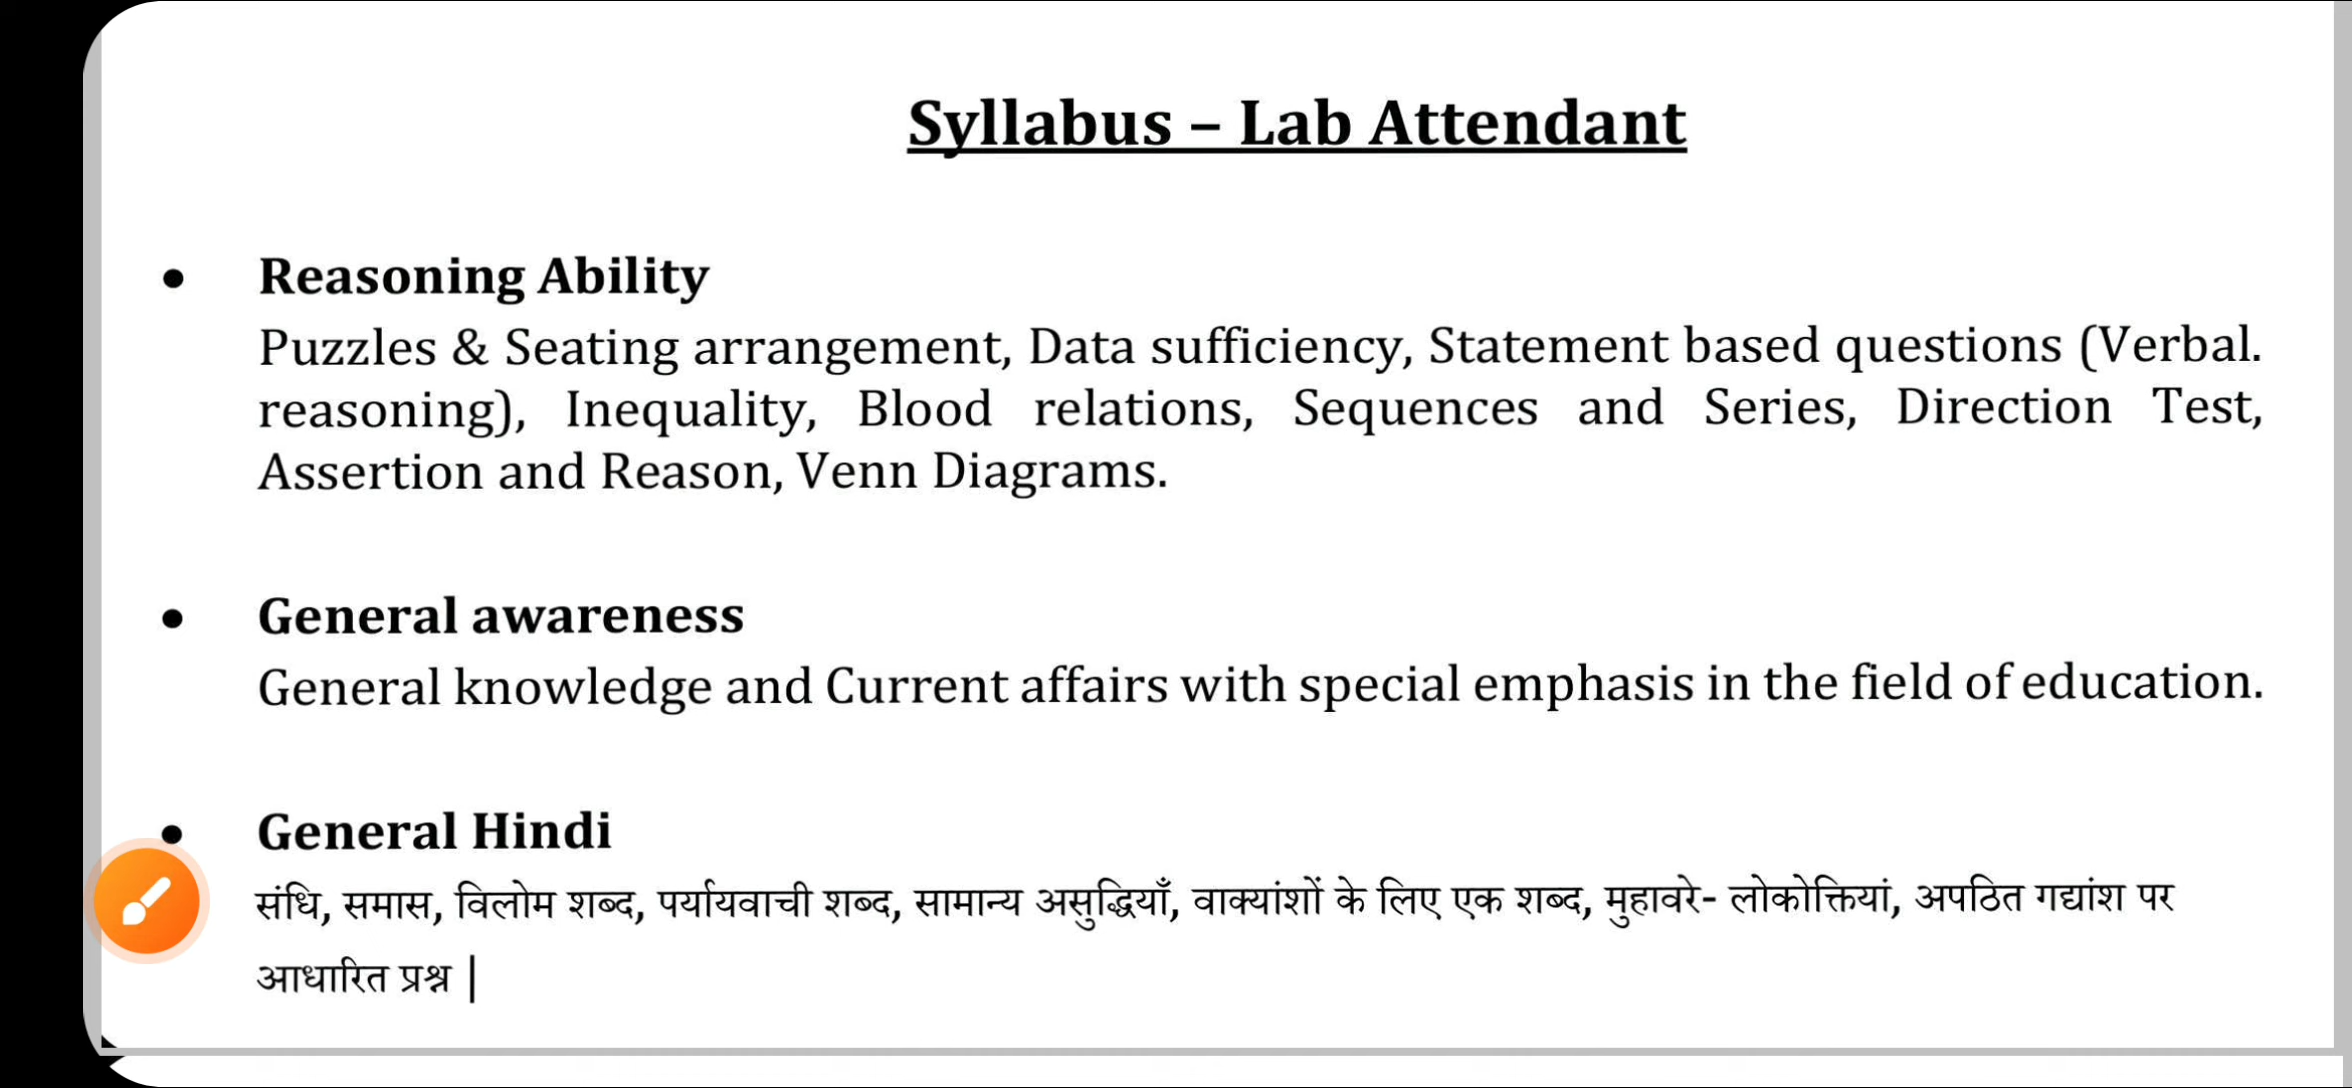 Syllabus – Lab Attendant
• Reasoning Ability
Puzzles & Seating arrangement, Data sufficiency, Statement based questions (Verbal.
reasoning), Inequality, Blood relations, Sequences and Series, Direction Test,
Assertion and Reason, Venn Diagrams.
• General awareness
General knowledge and Current affairs with special emphasis in the field of education.
• General Hindi
संधि, समास, विलोम शब्द, पर्यायवाची शब्द, सामान्य असुद्धियाँ, वाक्यांशों के लिए एक शब्द, मुहावरे- लोकोक्तियां, अपठित गद्यांश पर
आधारित प्रश्न |